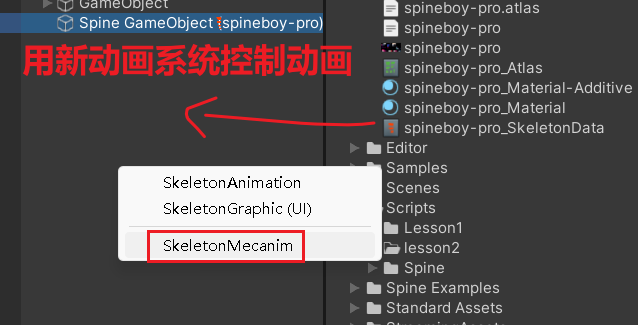 GameObject
Spine GameObject (spineboy-pro)
用新动画系统控制动画
SkeletonAnimation
SkeletonGraphic (UI)
SkeletonMecanim
spineboy-pro.atlas
spineboy-pro
spineboy-pro
spineboy-pro_Atlas
spineboy-pro_Material-Additive
spineboy-pro_Material
spineboy-pro_SkeletonData
Editor
Samples
Scenes
Scripts
Lesson1
lesson2
Spine
Spine Examples
Standard Assets
StreamingAssets